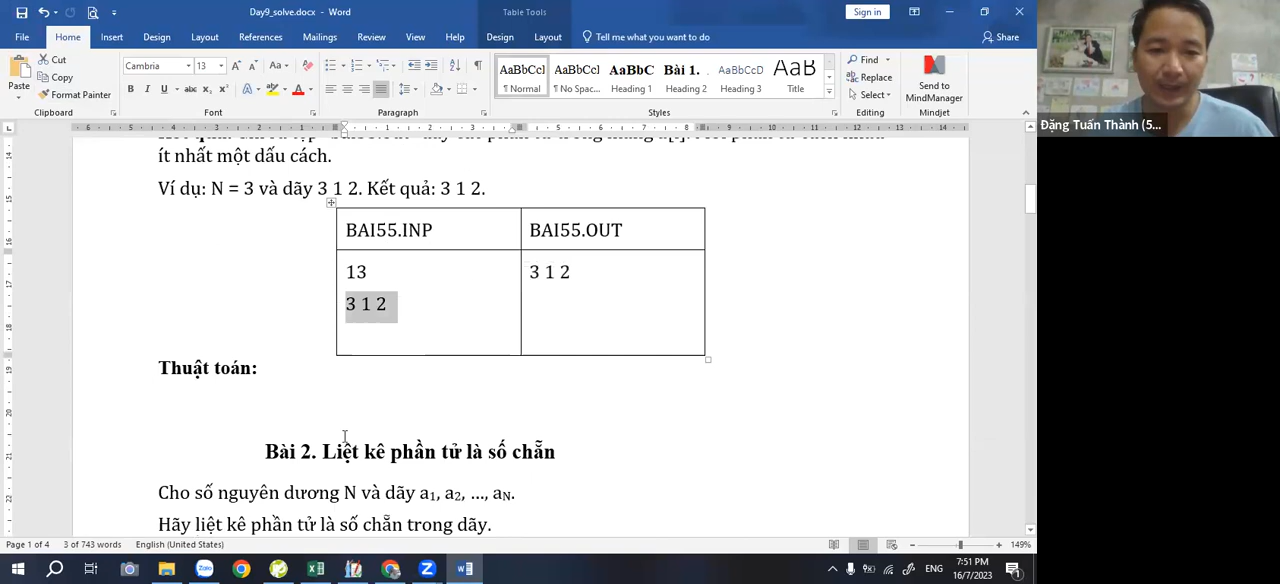 Day9_solve.docx - Word
Table Tools
Sign in
File Home Insert Design Layout References Mailings Review View Help Design Layout Tell me what you want to do Share
Paste Cut Copy Format Painter
Cambria 13
AaBbCcI AaBbCcI AaBbC Bài 1. AaBbCcD AaB
¶ Normal ¶ No Spac... Heading 1 Heading 2 Heading 3 Title
Find Replace Select
Send to MindManager
Clipboard Font Paragraph Styles Editing Mindjet
Đặng Tuấn Thành (5...
ít nhất một dấu cách.
Ví dụ: N = 3 và dãy 3 1 2. Kết quả: 3 1 2.
BAI55.INP BAI55.OUT
13 3 1 2
3 1 2
Thuật toán:
Bài 2. Liệt kê phần tử là số chẵn
Cho số nguyên dương N và dãy a1, a2, ..., aN.
Hãy liệt kê phần tử là số chẵn trong dãy.
Page 1 of 4 3 of 743 words English (United States) 149%
ENG 7:51 PM
16/7/2023